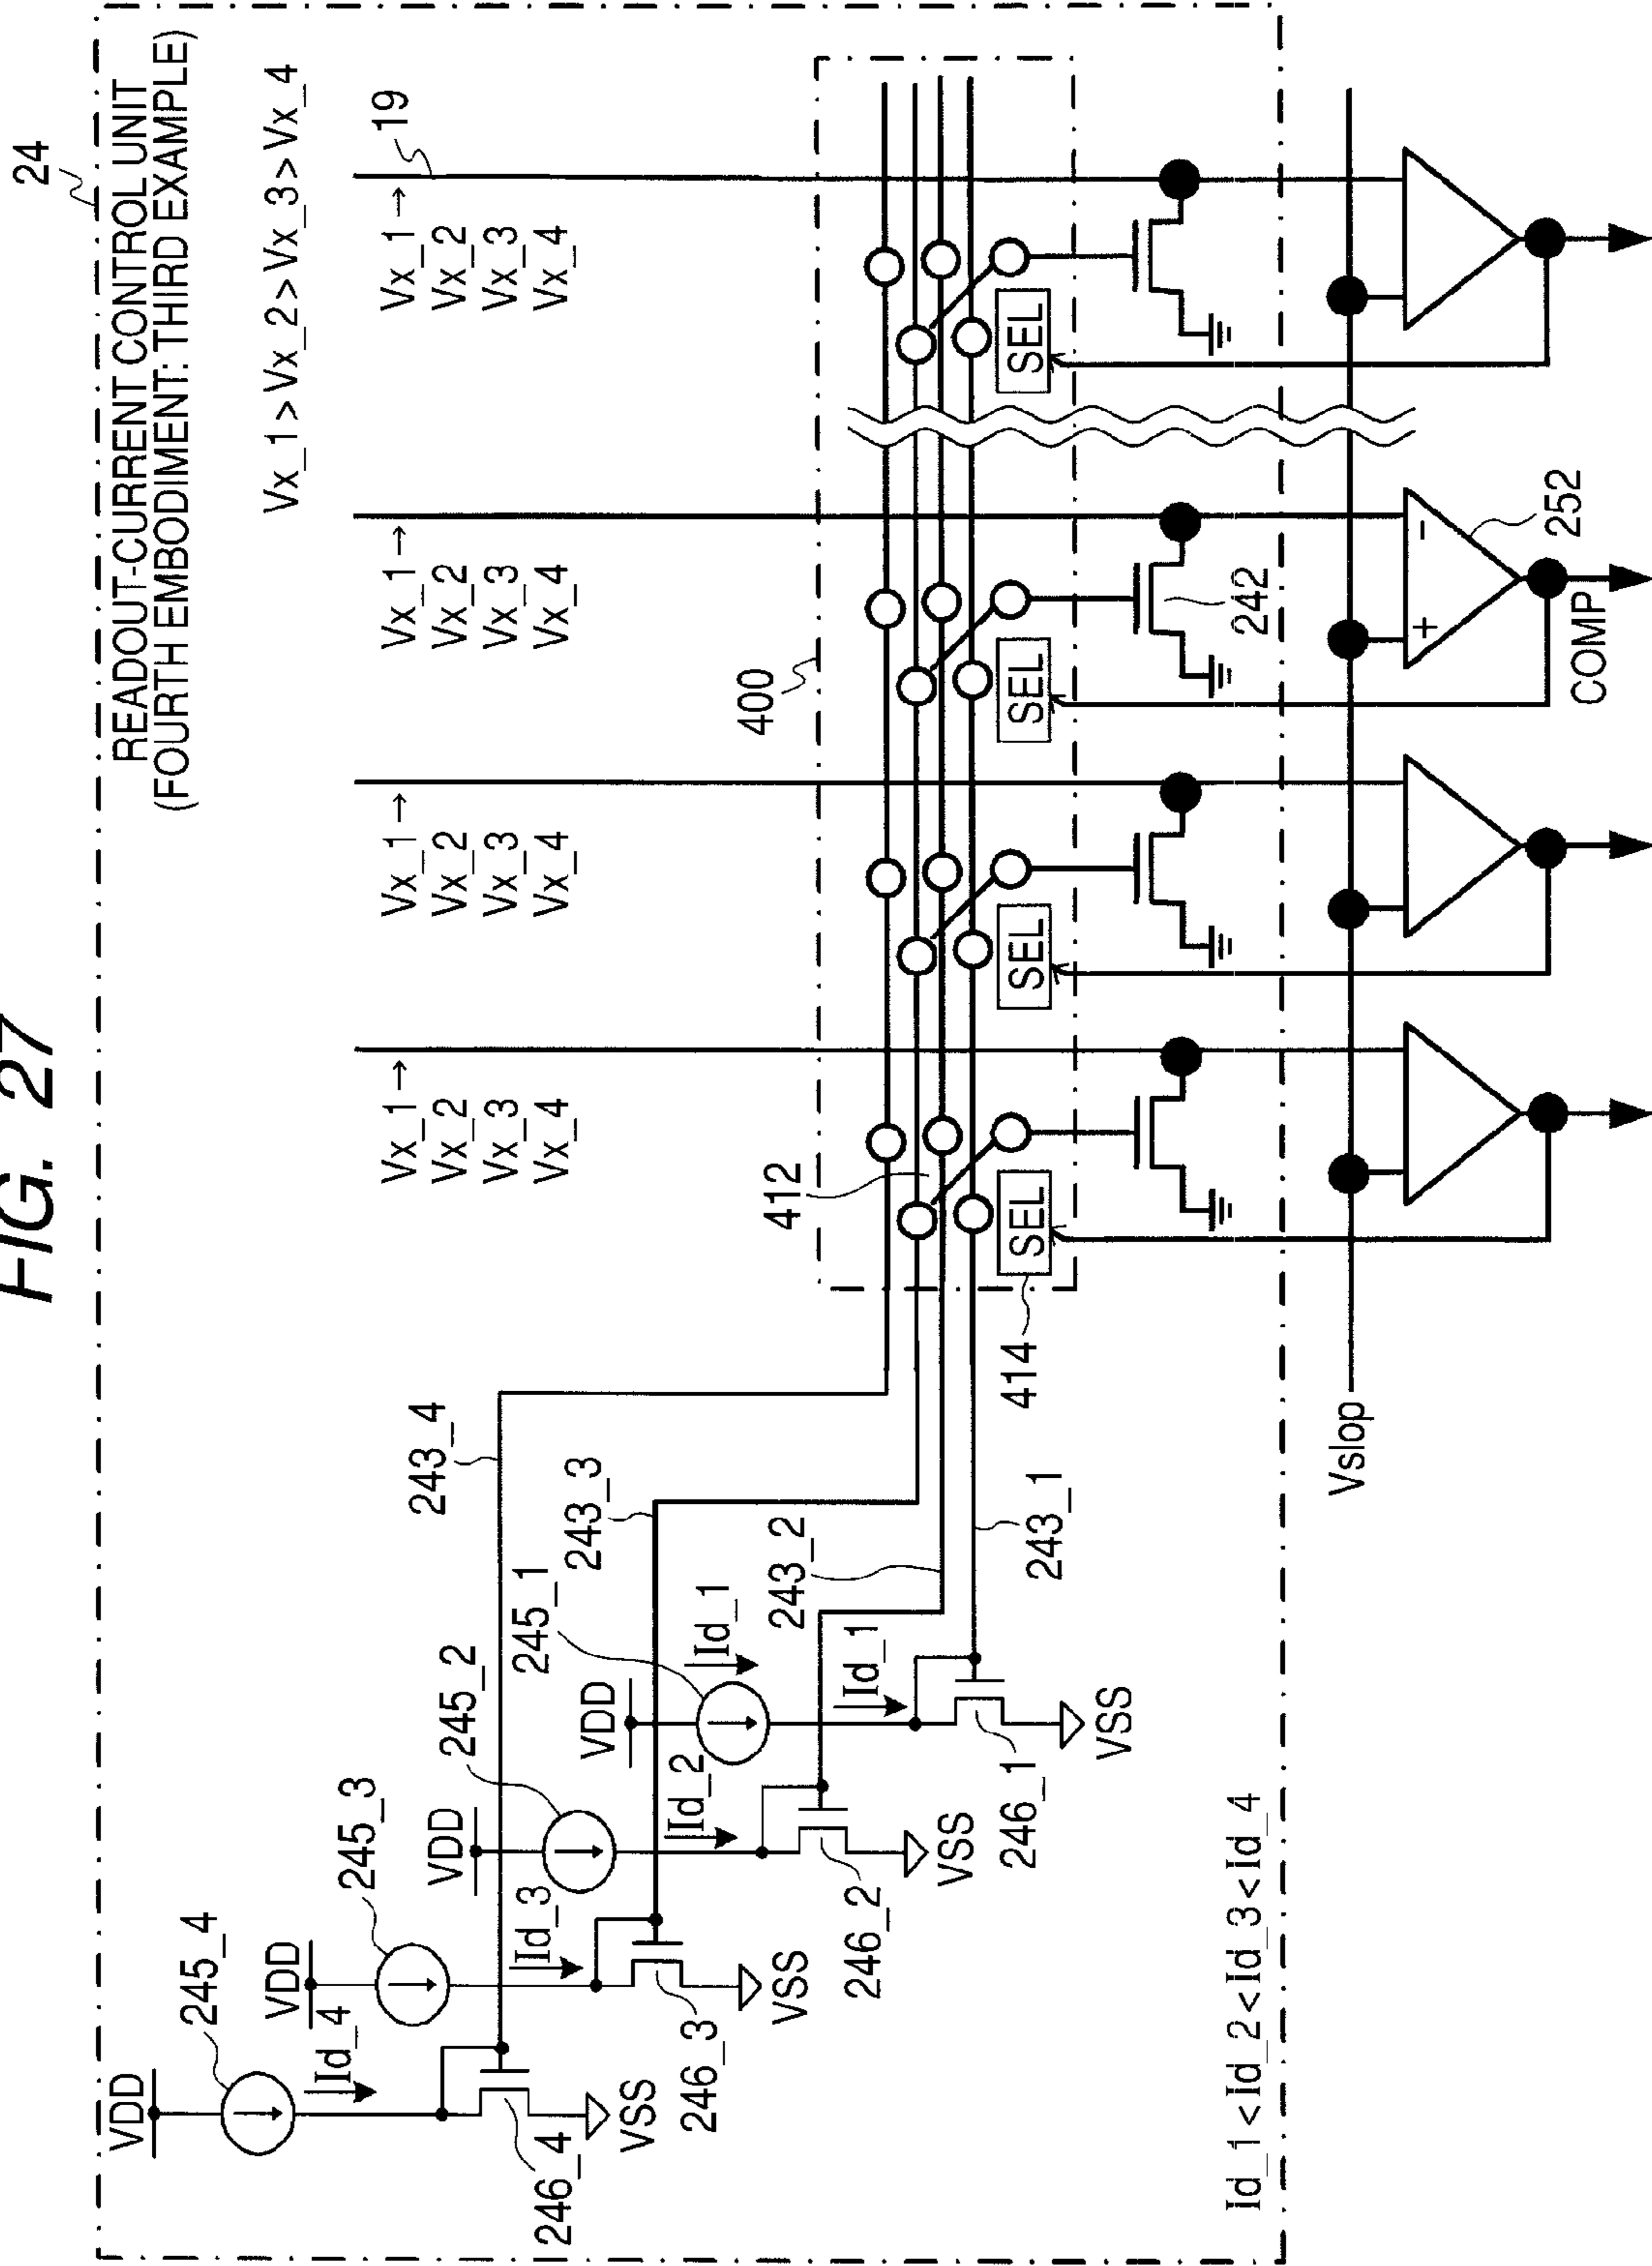 FIG. 27
24
READOUT-CURRENT CONTROL UNIT
(FOURTH EMBODIMENT: THIRD EXAMPLE)
Vx_1>Vx_2>Vx_3>Vx_4
19
Vx_1→
Vx_2
Vx_3
Vx_4
Vx_1→
Vx_2
Vx_3
Vx_4
Vx_1→
Vx_2
Vx_3
Vx_4
Vx_1→
Vx_2
Vx_3
Vx_4
VDD
245_4
Id_4
VDD
245_3
Id_3
VDD
245_2
Id_2
VDD
245_1
Id_1
Id_1
243_4
243_3
243_2
243_1
246_4
VSS
246_3
VSS
246_2
VSS
246_1
VSS
400
412
414
SEL
SEL
SEL
SEL
242
Id_1<Id_2<Id_3<Id_4
Vslop
+
-
252
COMP